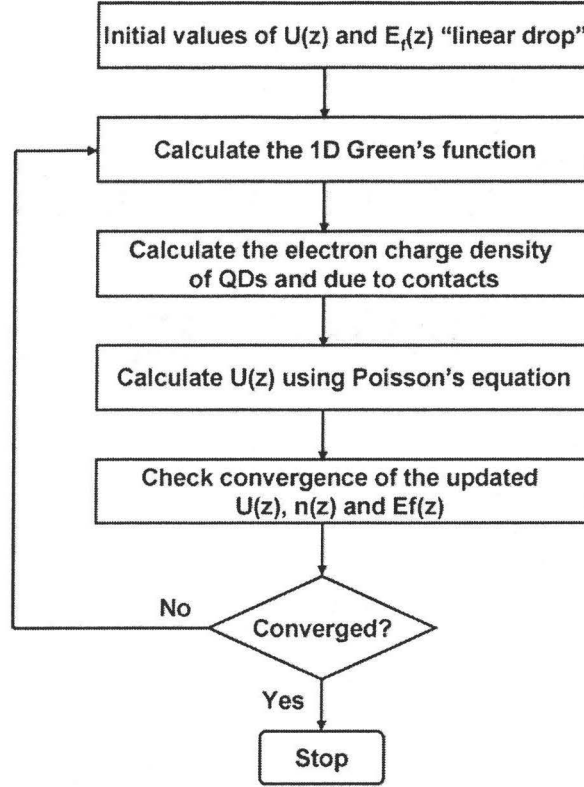 Initial values of U(z) and E_f(z) “linear drop”
Calculate the 1D Green's function
Calculate the electron charge density
of QDs and due to contacts
Calculate U(z) using Poisson's equation
Check convergence of the updated
U(z), n(z) and Ef(z)
No
Converged?
Yes
Stop